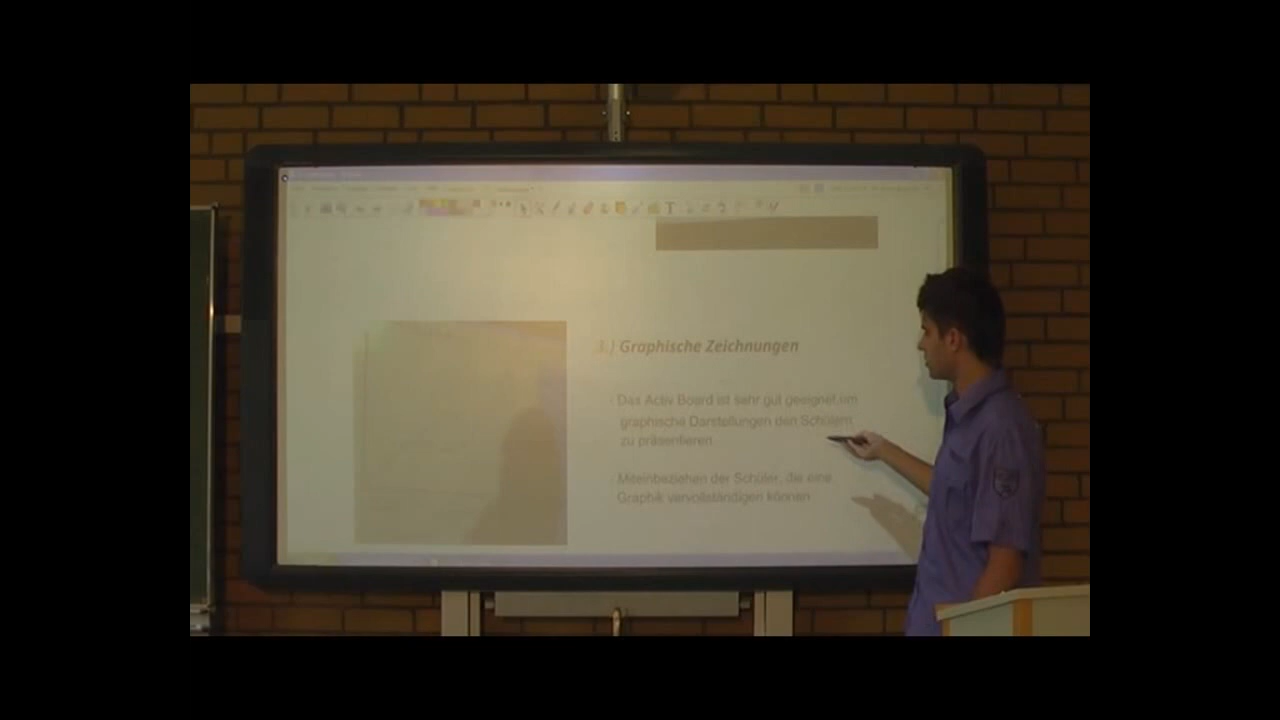 1.) Graphische Zeichnungen
- Das Activ Board ist sehr gut geeignet um
graphische Darstellungen den Schülern
zu präsentieren
- Miteinbeziehen der Schüler, die eine
Graphik vervollständigen können